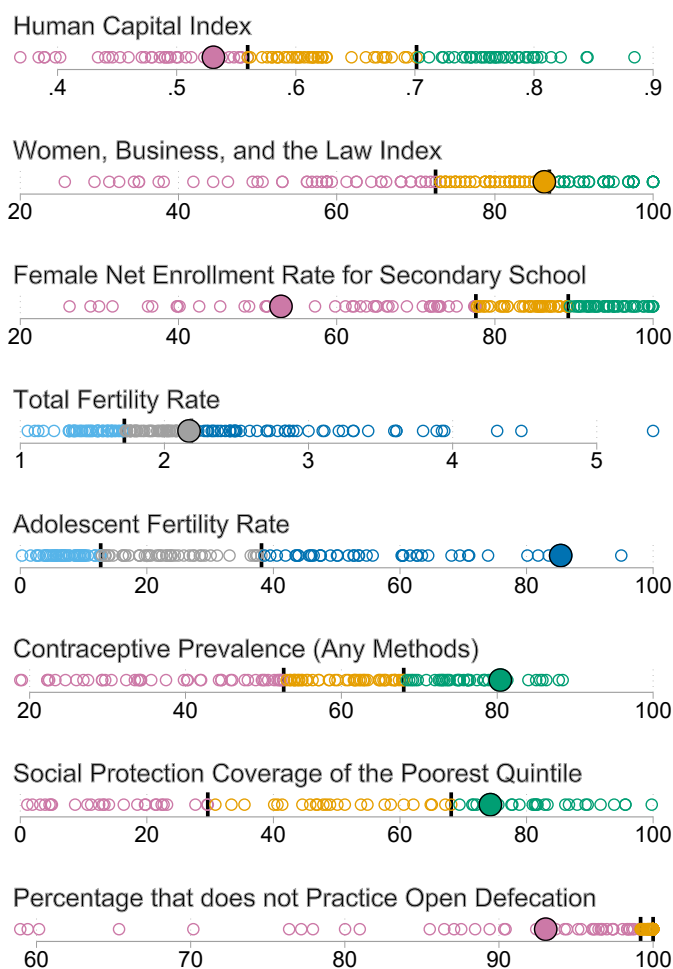 Human Capital Index
.4 .5 .6 .7 .8 .9
Women, Business, and the Law Index
20 40 60 80 100
Female Net Enrollment Rate for Secondary School
20 40 60 80 100
Total Fertility Rate
1 2 3 4 5
Adolescent Fertility Rate
0 20 40 60 80 100
Contraceptive Prevalence (Any Methods)
20 40 60 80 100
Social Protection Coverage of the Poorest Quintile
0 20 40 60 80 100
Percentage that does not Practice Open Defecation
60 70 80 90 100